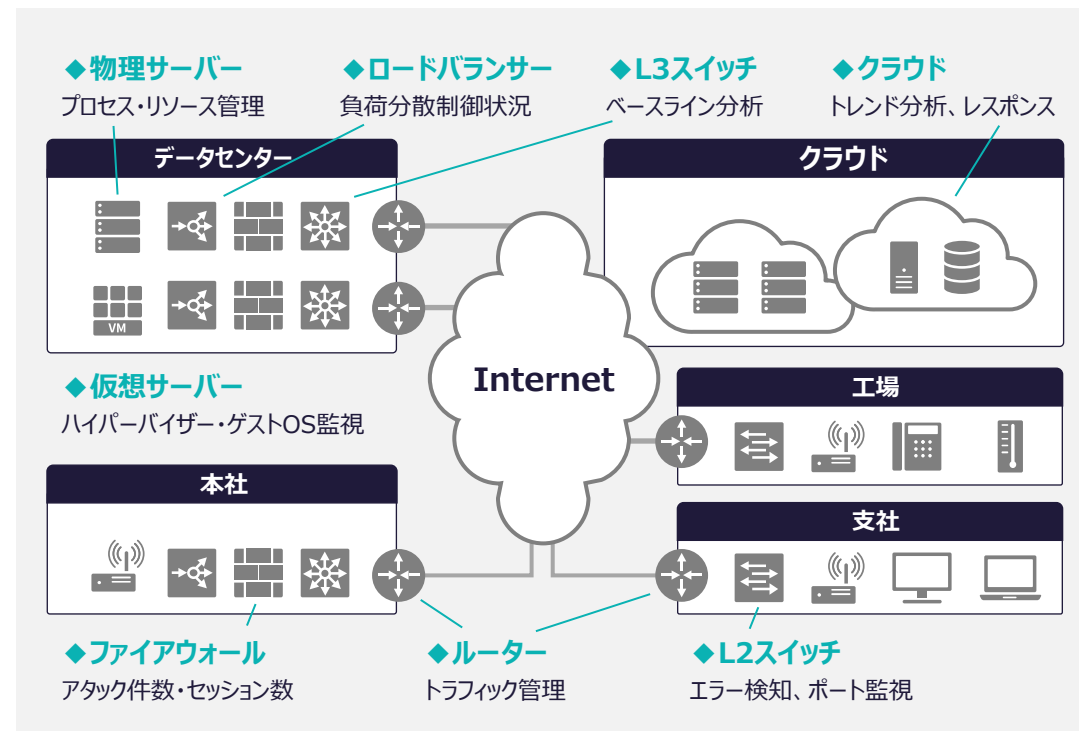 ◆物理サーバー
プロセス・リソース管理
◆ロードバランサー
負荷分散制御状況
◆L3スイッチ
ベースライン分析
◆クラウド
トレンド分析、レスポンス
データセンター
クラウド
VM
Internet
◆仮想サーバー
ハイパーバイザー・ゲストOS監視
工場
本社
支社
◆ファイアウォール
アタック件数・セッション数
◆ルーター
トラフィック管理
◆L2スイッチ
エラー検知、ポート監視